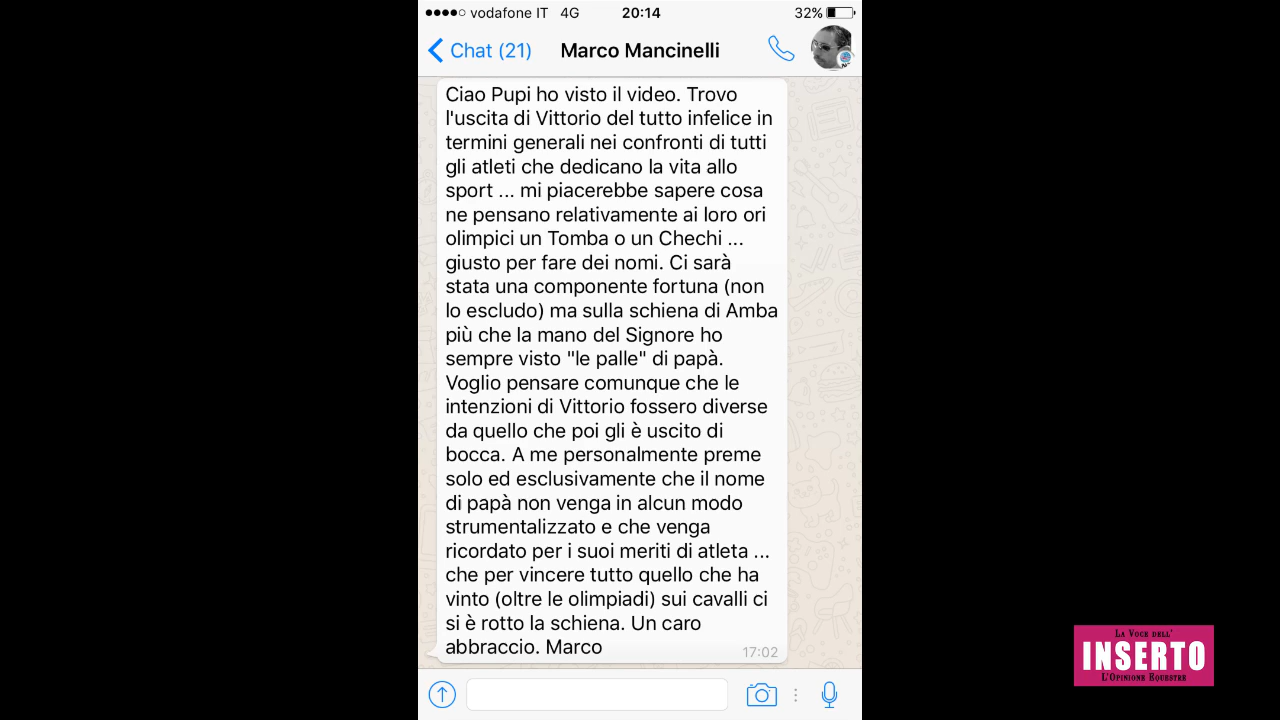 ●●●●○ vodafone IT 4G 20:14 32%
Chat (21) Marco Mancinelli
Ciao Pupi ho visto il video. Trovo
l'uscita di Vittorio del tutto infelice in
termini generali nei confronti di tutti
gli atleti che dedicano la vita allo
sport ... mi piacerebbe sapere cosa
ne pensano relativamente ai loro ori
olimpici un Tomba o un Chechi ...
giusto per fare dei nomi. Ci sarà
stata una componente fortuna (non
lo escludo) ma sulla schiena di Amba
più che la mano del Signore ho
sempre visto "le palle" di papà.
Voglio pensare comunque che le
intenzioni di Vittorio fossero diverse
da quello che poi gli è uscito di
bocca. A me personalmente preme
solo ed esclusivamente che il nome
di papà non venga in alcun modo
strumentalizzato e che venga
ricordato per i suoi meriti di atleta ...
che per vincere tutto quello che ha
vinto (oltre le olimpiadi) sui cavalli ci
si è rotto la schiena. Un caro
abbraccio. Marco
17:02
La Voce dell'
INSERTO
L'Opinione Equestre